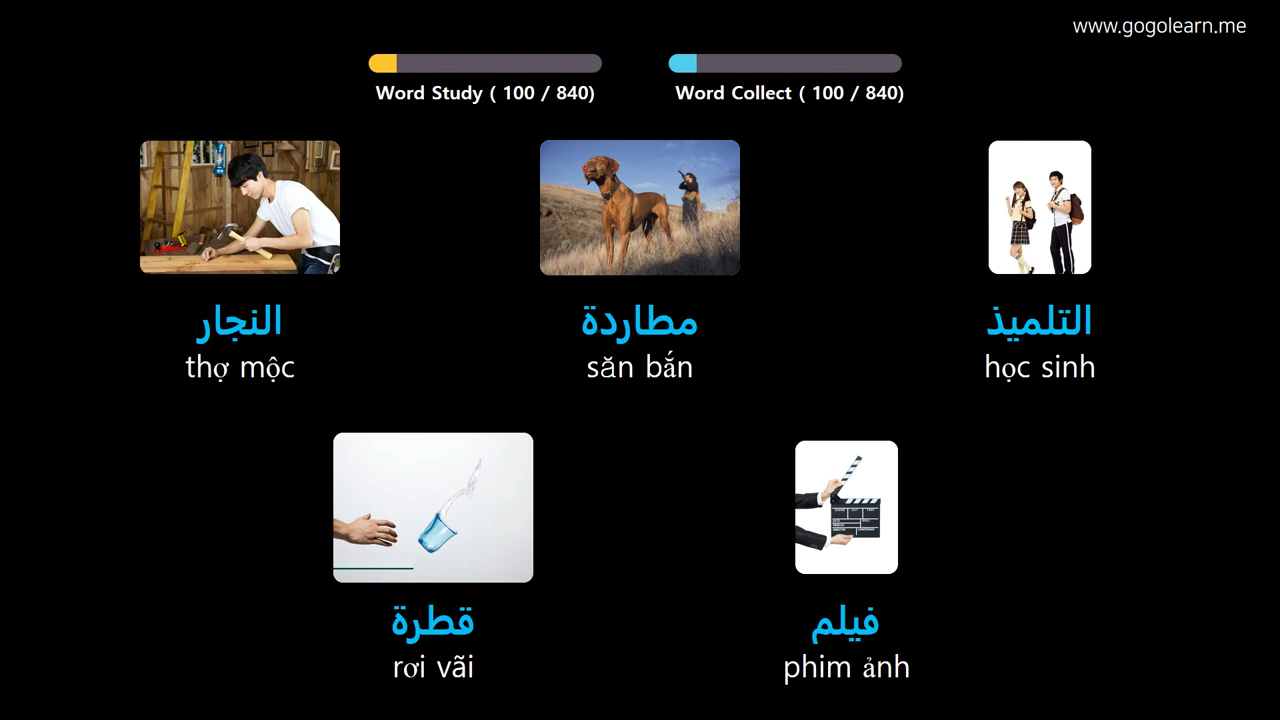 www.gogolearn.me
Word Study ( 100 / 840)
Word Collect ( 100 / 840)
النجار
thợ mộc
مطاردة
săn bắn
التلميذ
học sinh
قطرة
rơi vãi
فيلم
phim ảnh